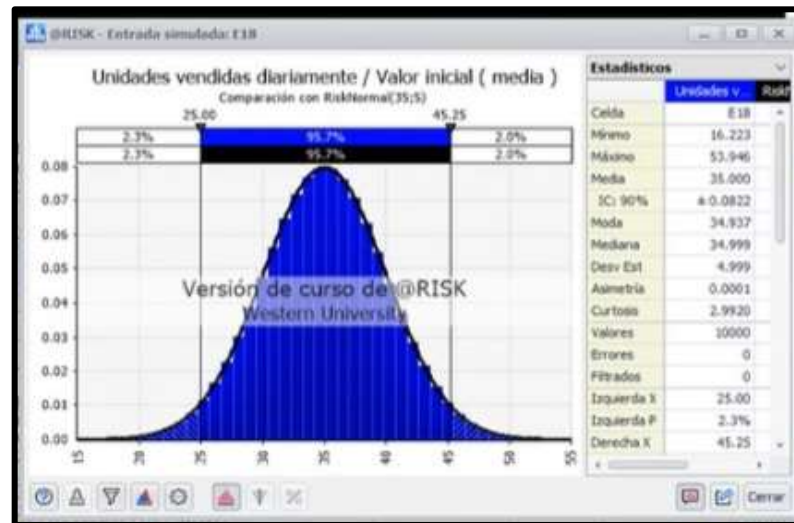 @RISK - Entrada simulada: E18
Unidades vendidas diariamente / Valor inicial ( media )
Comparación con RiskNormal(35;5)
25.00 45.25
2.3% 95.7% 2.0%
2.3% 95.7% 2.0%
0.08
0.07
0.06
0.05
0.04
0.03
0.02
0.01
0.00
15 20 25 30 35 40 45 50 55
Versión de curso de @RISK
Western University
Estadísticos
Unidades v...
Celda E18
Mínimo 16.223
Máximo 53.946
Media 35.000
IC: 90% ±0.0822
Moda 34.937
Mediana 34.999
Desv Est 4.999
Asimetría 0.0001
Curtosis 2.9920
Valores 10000
Errores 0
Filtrados 0
Izquierda X 25.00
Izquierda P 2.3%
Derecha X 45.25
Cerrar